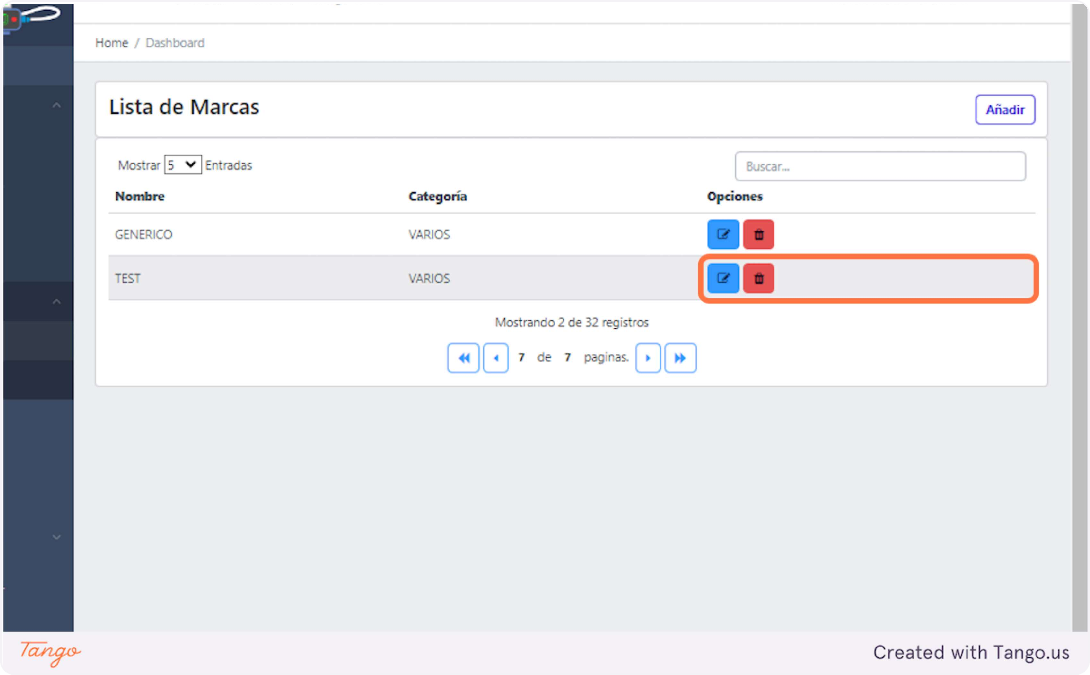 Home / Dashboard
Lista de Marcas
Añadir
Mostrar 5 Entradas
Buscar...
Nombre Categoría Opciones
GENERICO VARIOS
TEST VARIOS
Mostrando 2 de 32 registros
7 de 7 paginas.
Tango
Created with Tango.us